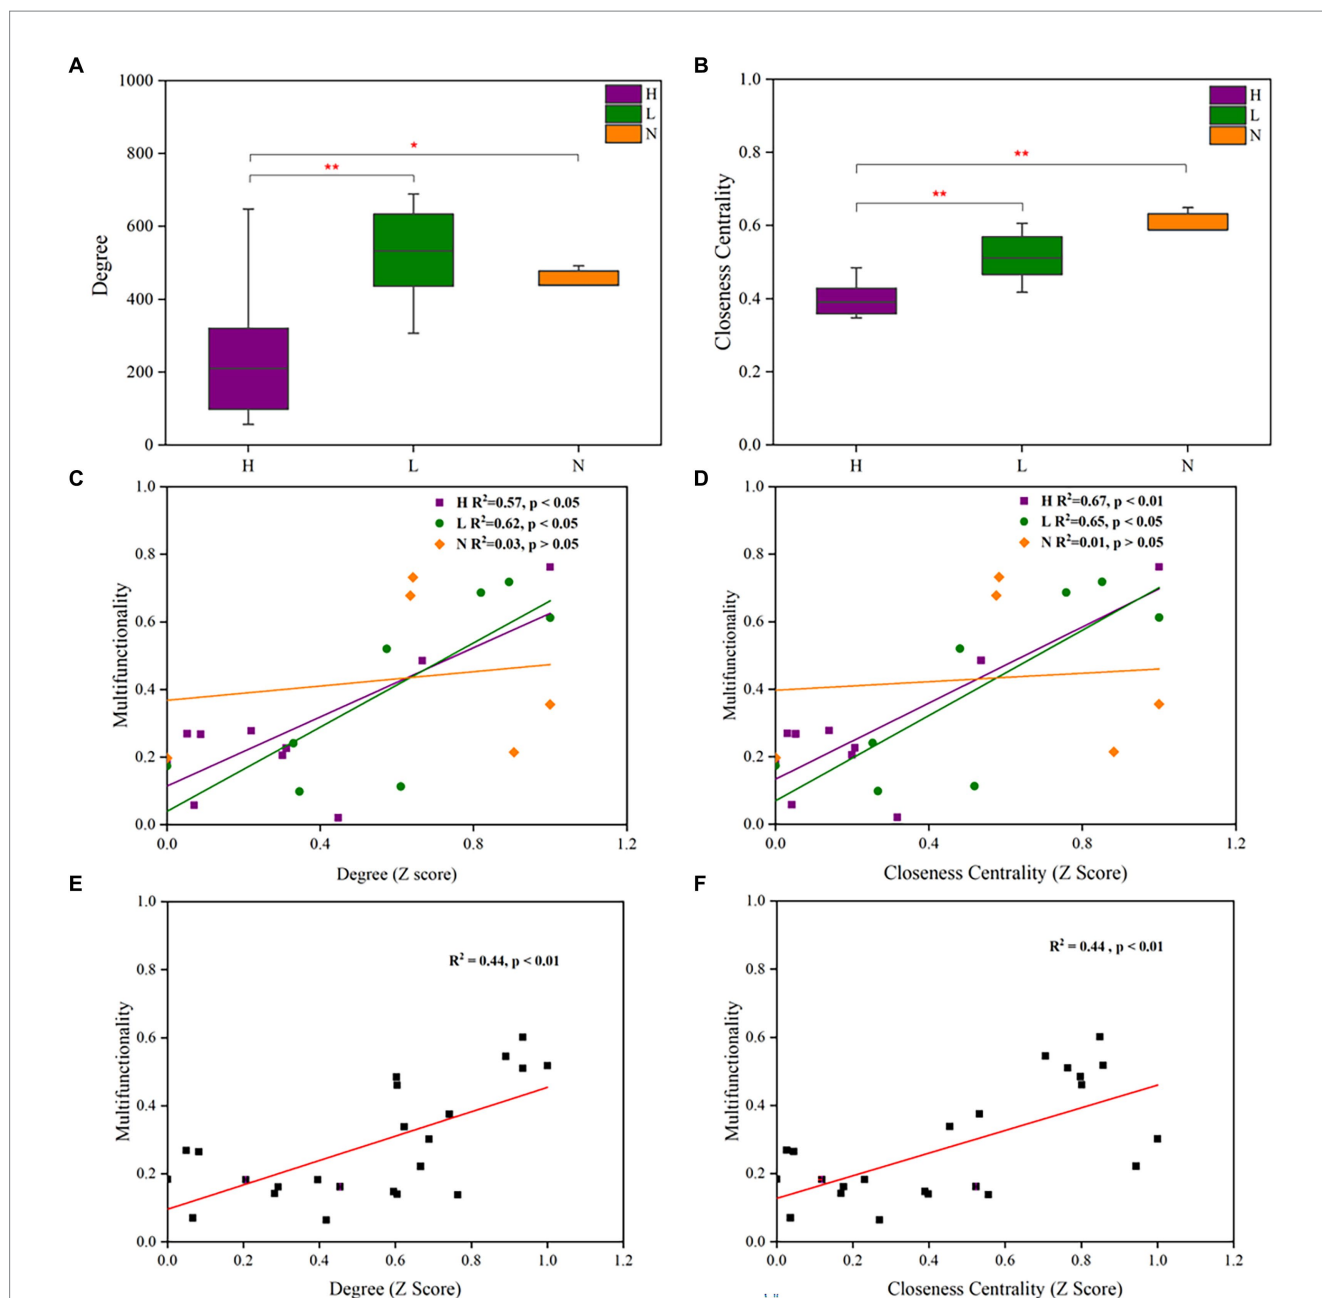 A
1000
800
600
400
200
0
Degree
H
L
N
**
*
H
L
N
B
1.0
0.8
0.6
0.4
0.2
0.0
Closeness Centrality
H
L
N
**
**
H
L
N
C
1.0
0.8
0.6
0.4
0.2
0.0
Multifunctionality
H R²=0.57, p < 0.05
L R²=0.62, p < 0.05
N R²=0.03, p > 0.05
0.0 0.4 0.8 1.2
Degree (Z score)
D
1.0
0.8
0.6
0.4
0.2
0.0
Multifunctionality
H R²=0.67, p < 0.01
L R²=0.65, p < 0.05
N R²=0.01, p > 0.05
0.0 0.4 0.8 1.2
Closeness Centrality (Z Score)
E
1.0
0.8
0.6
0.4
0.2
0.0
Multifunctionality
R² = 0.44, p < 0.01
0.0 0.2 0.4 0.6 0.8 1.0 1.2
Degree (Z Score)
F
1.0
0.8
0.6
0.4
0.2
0.0
Multifunctionality
R² = 0.44 , p < 0.01
0.0 0.2 0.4 0.6 0.8 1.0 1.2
Closeness Centrality (Z Score)